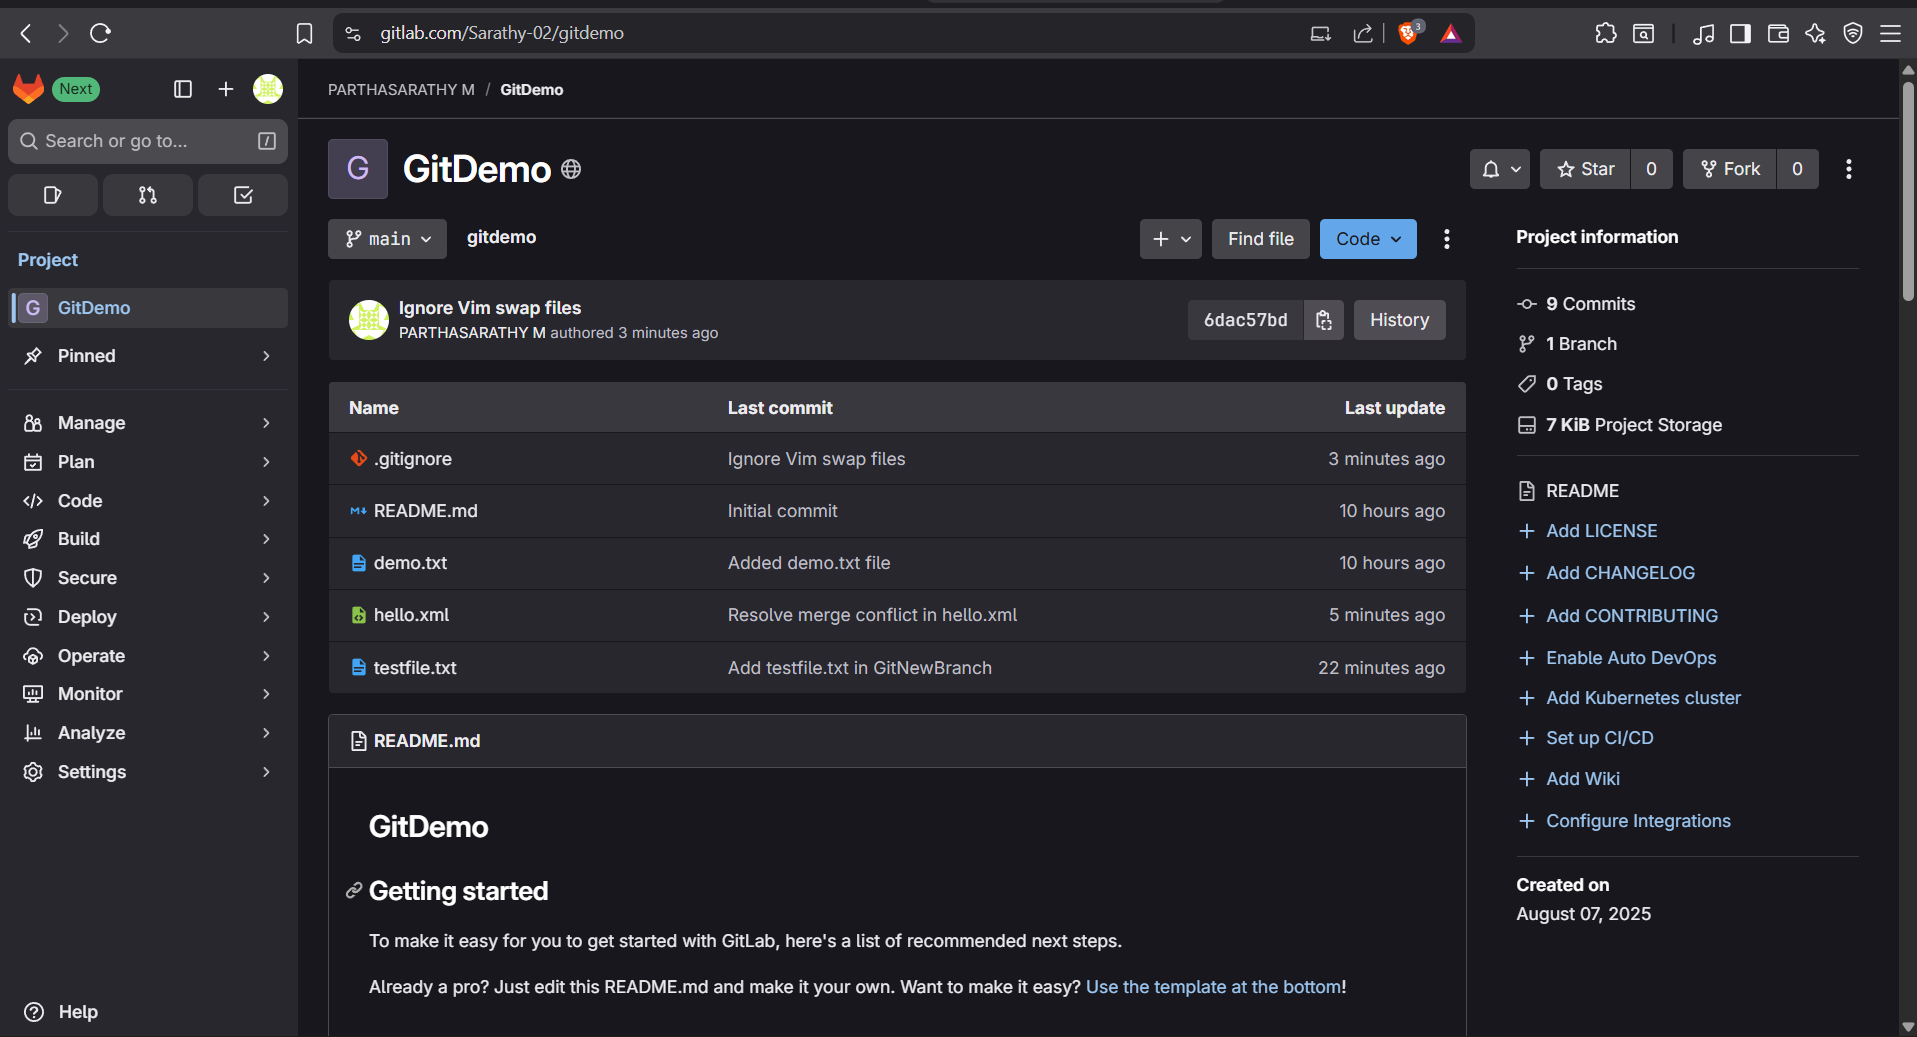 gitlab.com/Sarathy-02/gitdemo
3
Next
Search or go to...
/
Project
G GitDemo
Pinned
Manage
Plan
Code
Build
Secure
Deploy
Operate
Monitor
Analyze
Settings
Help
PARTHASARATHY M / GitDemo
G GitDemo
Star 0 Fork 0
main gitdemo
+ Find file Code
Ignore Vim swap files
PARTHASARATHY M authored 3 minutes ago
6dac57bd History
Name Last commit Last update
.gitignore Ignore Vim swap files 3 minutes ago
M↓ README.md Initial commit 10 hours ago
demo.txt Added demo.txt file 10 hours ago
hello.xml Resolve merge conflict in hello.xml 5 minutes ago
testfile.txt Add testfile.txt in GitNewBranch 22 minutes ago
README.md
GitDemo
Getting started
To make it easy for you to get started with GitLab, here's a list of recommended next steps.
Already a pro? Just edit this README.md and make it your own. Want to make it easy? Use the template at the bottom!
Project information
9 Commits
1 Branch
0 Tags
7 KiB Project Storage
README
+ Add LICENSE
+ Add CHANGELOG
+ Add CONTRIBUTING
+ Enable Auto DevOps
+ Add Kubernetes cluster
+ Set up CI/CD
+ Add Wiki
+ Configure Integrations
Created on
August 07, 2025